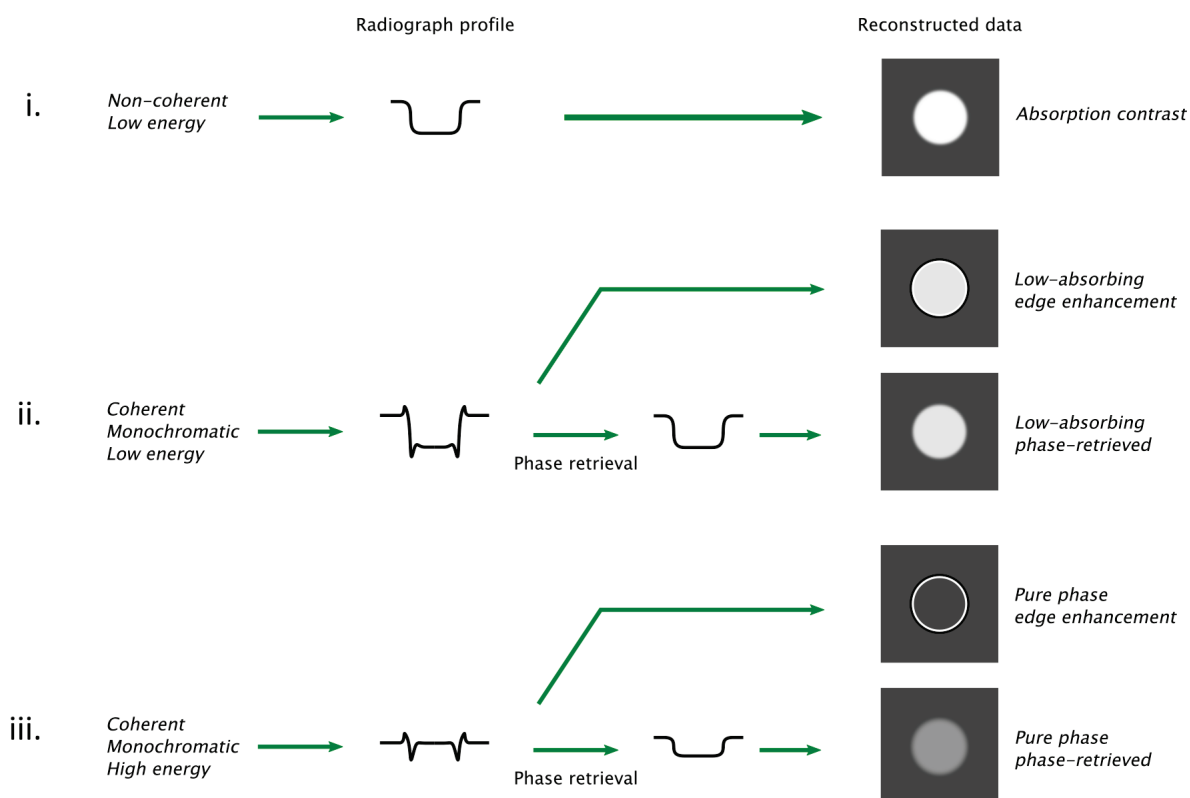 Radiograph profile
Reconstructed data
i.
Non-coherent
Low energy
Absorption contrast
Low-absorbing
edge enhancement
ii.
Coherent
Monochromatic
Low energy
Phase retrieval
Low-absorbing
phase-retrieved
Pure phase
edge enhancement
iii.
Coherent
Monochromatic
High energy
Phase retrieval
Pure phase
phase-retrieved